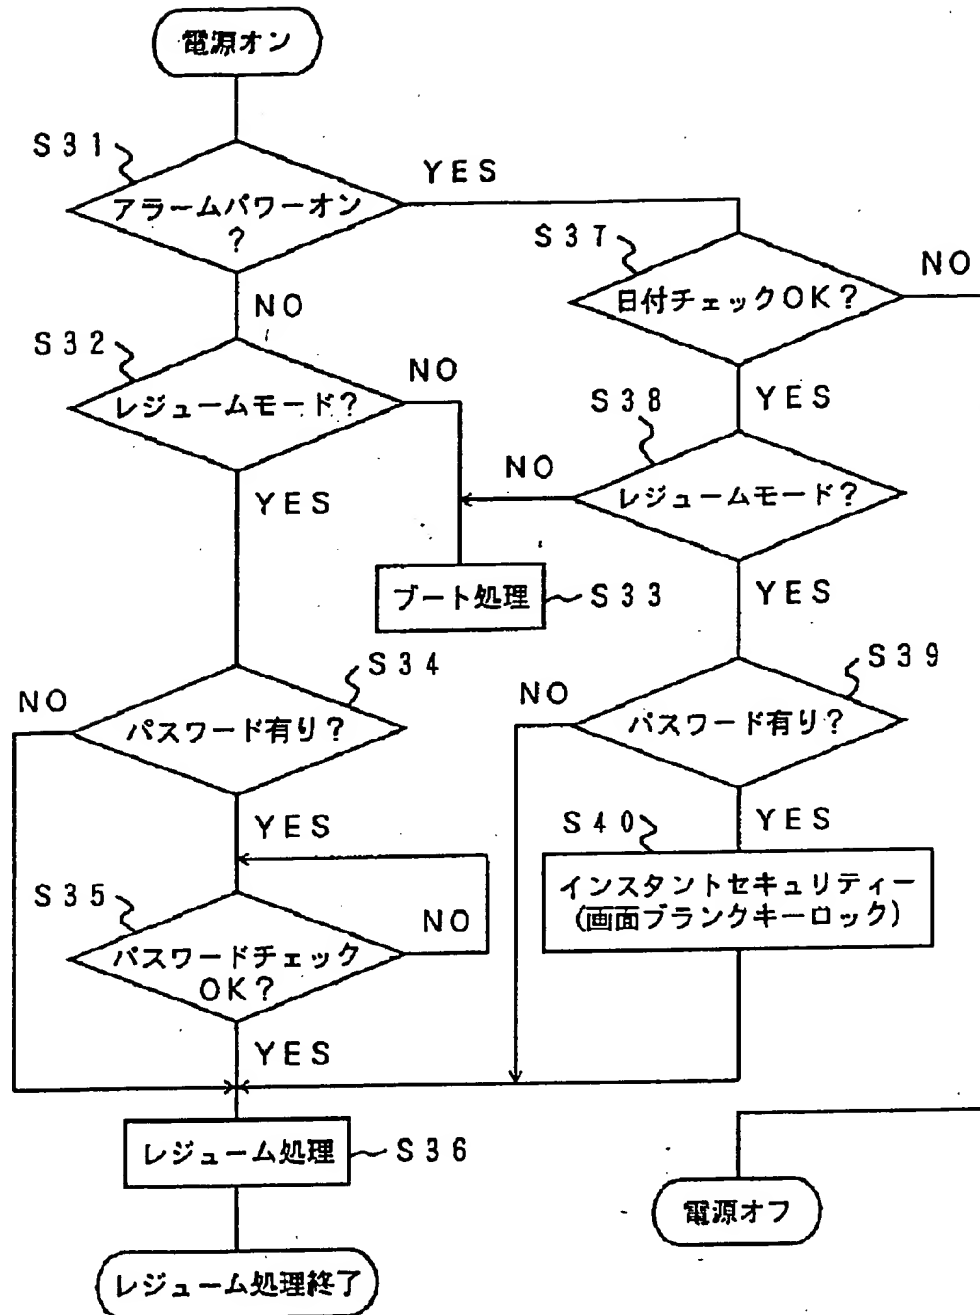 電源オン
S31
アラームパワーオン
?
YES
NO
S37
日付チェックOK?
NO
YES
S32
レジュームモード?
NO
YES
S38
レジュームモード?
NO
YES
ブート処理
S33
S34
パスワード有り?
NO
YES
S39
パスワード有り?
NO
YES
S35
パスワードチェック
OK?
NO
YES
S40
インスタントセキュリティー
(画面ブランクキーロック)
レジューム処理
S36
レジューム処理終了
電源オフ